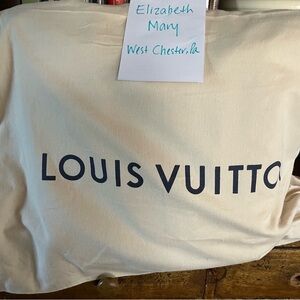 Elizabeth
Mary
West Chester, Pa
LOUIS VUITTO